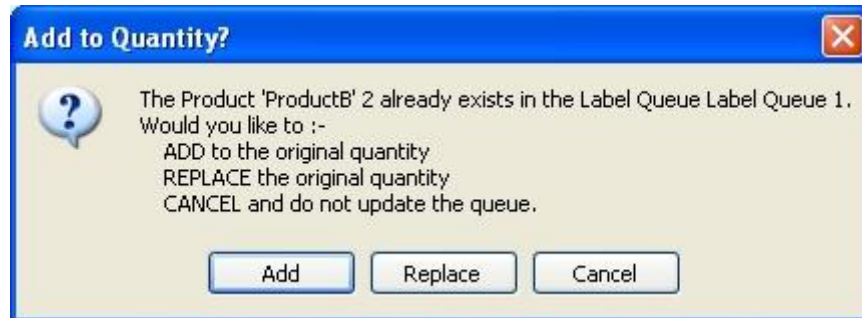 Add to Quantity?
The Product 'ProductB' 2 already exists in the Label Queue Label Queue 1.
Would you like to :-
ADD to the original quantity
REPLACE the original quantity
CANCEL and do not update the queue.
Add Replace Cancel